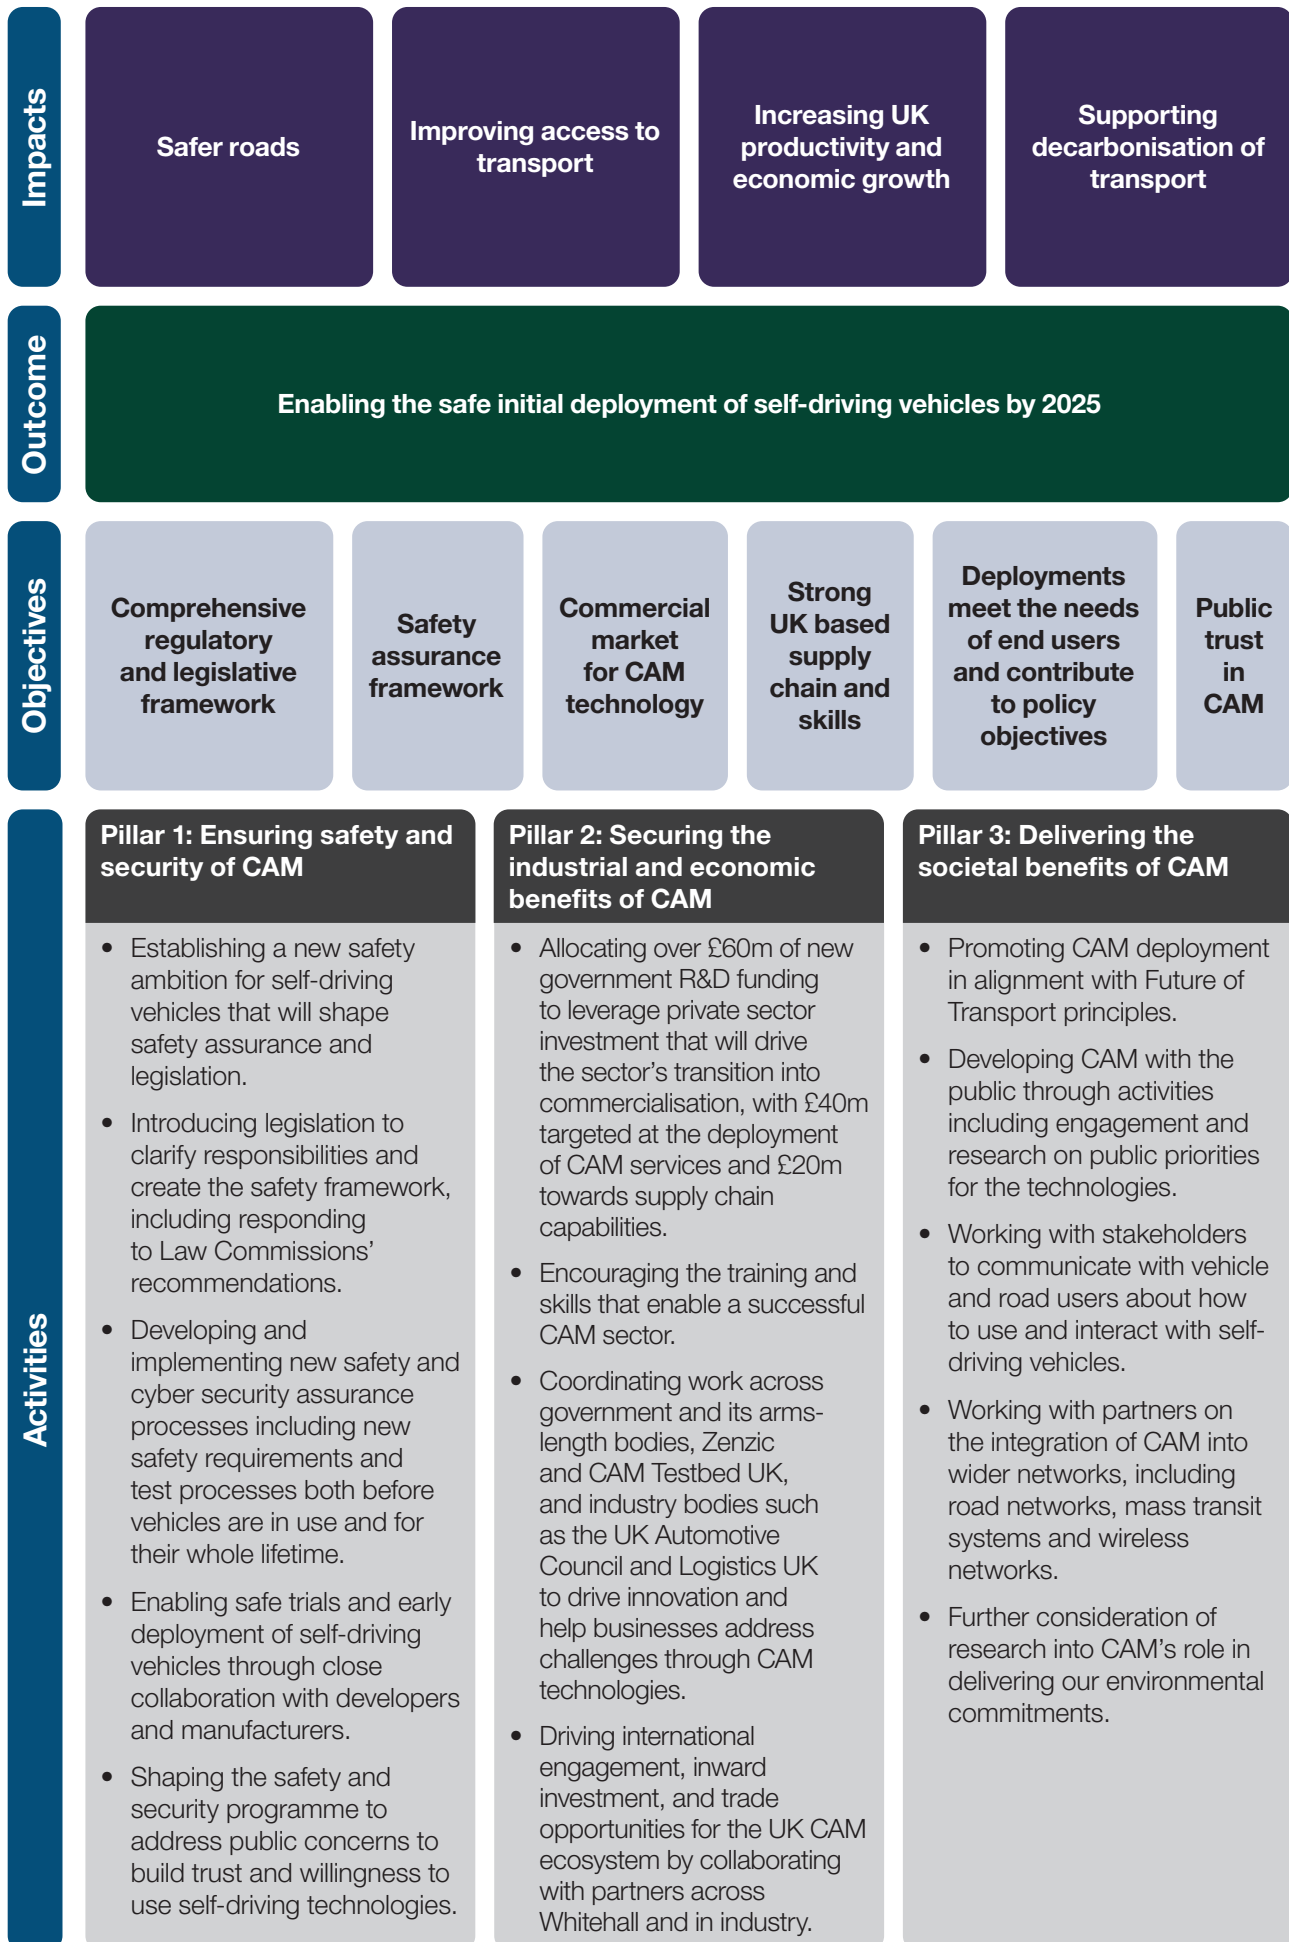 Impacts
Safer roads
Improving access to
transport
Increasing UK
productivity and
economic growth
Supporting
decarbonisation of
transport
Outcome
Enabling the safe initial deployment of self-driving vehicles by 2025
Objectives
Comprehensive
regulatory
and legislative
framework
Safety
assurance
framework
Commercial
market
for CAM
technology
Strong
UK based
supply
chain and
skills
Deployments
meet the needs
of end users
and contribute
to policy
objectives
Public
trust
in
CAM
Activities
Pillar 1: Ensuring safety and
security of CAM
• Establishing a new safety
ambition for self-driving
vehicles that will shape
safety assurance and
legislation.
• Introducing legislation to
clarify responsibilities and
create the safety framework,
including responding
to Law Commissions’
recommendations.
• Developing and
implementing new safety and
cyber security assurance
processes including new
safety requirements and
test processes both before
vehicles are in use and for
their whole lifetime.
• Enabling safe trials and early
deployment of self-driving
vehicles through close
collaboration with developers
and manufacturers.
• Shaping the safety and
security programme to
address public concerns to
build trust and willingness to
use self-driving technologies.
Pillar 2: Securing the
industrial and economic
benefits of CAM
• Allocating over £60m of new
government R&D funding
to leverage private sector
investment that will drive
the sector’s transition into
commercialisation, with £40m
targeted at the deployment
of CAM services and £20m
towards supply chain
capabilities.
• Encouraging the training and
skills that enable a successful
CAM sector.
• Coordinating work across
government and its arms-
length bodies, Zenzic
and CAM Testbed UK,
and industry bodies such
as the UK Automotive
Council and Logistics UK
to drive innovation and
help businesses address
challenges through CAM
technologies.
• Driving international
engagement, inward
investment, and trade
opportunities for the UK CAM
ecosystem by collaborating
with partners across
Whitehall and in industry.
Pillar 3: Delivering the
societal benefits of CAM
• Promoting CAM deployment
in alignment with Future of
Transport principles.
• Developing CAM with the
public through activities
including engagement and
research on public priorities
for the technologies.
• Working with stakeholders
to communicate with vehicle
and road users about how
to use and interact with self-
driving vehicles.
• Working with partners on
the integration of CAM into
wider networks, including
road networks, mass transit
systems and wireless
networks.
• Further consideration of
research into CAM’s role in
delivering our environmental
commitments.